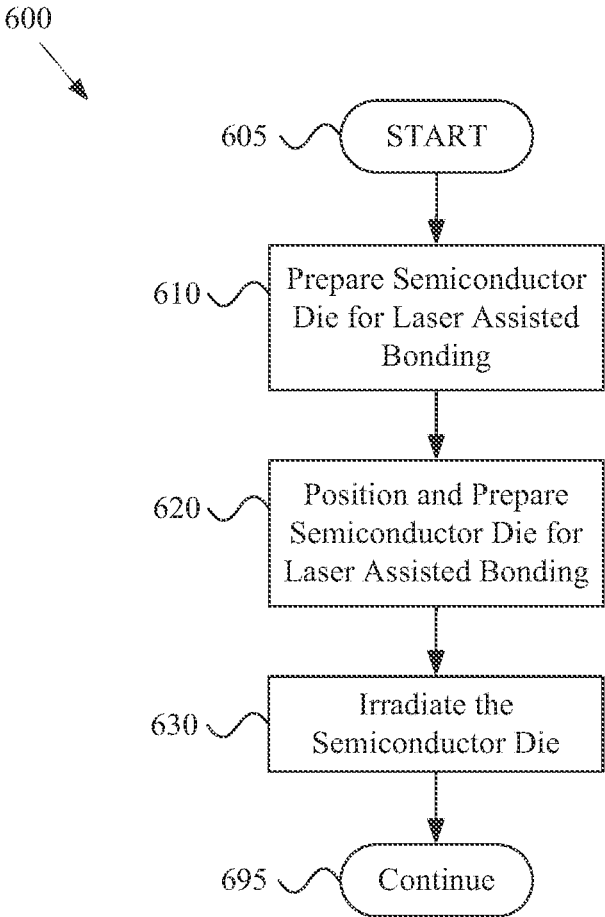 600
605
START
610
Prepare Semiconductor
Die for Laser Assisted
Bonding
620
Position and Prepare
Semiconductor Die for
Laser Assisted Bonding
630
Irradiate the
Semiconductor Die
695
Continue